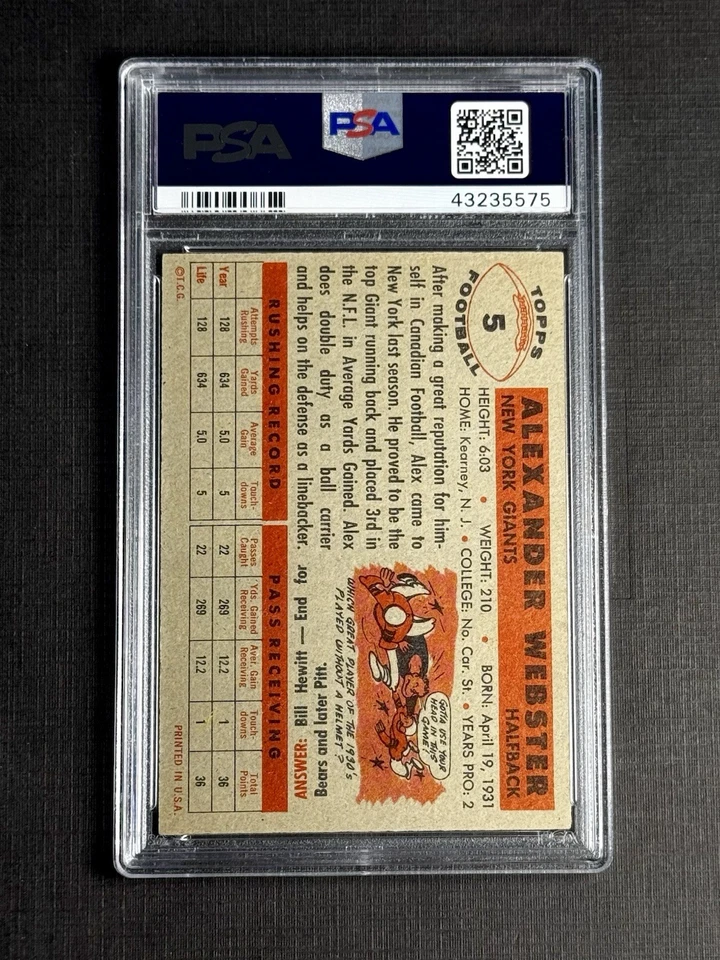 PSA
PSA
43235575
TOPPS
5
FOOTBALL
ALEXANDER WEBSTER
NEW YORK GIANTS HALFBACK
HEIGHT: 6:03 • WEIGHT: 210 • BORN: April 19, 1931
HOME: Kearney, N. J. • COLLEGE: No. Car. St. • YEARS PRO: 2
After making a great reputation for him-
self in Canadian Football, Alex came to
New York last season. He proved to be the
top Giant running back and placed 3rd in
the N.F.L. in Average Yards Gained. Alex
does double duty as a ball carrier
and helps on the defense as a linebacker.
GOTTA USE YOUR
HEAD IN THIS
GAME!
WHICH GREAT PLAYER OF THE 1930'S
PLAYED WITHOUT A HELMET?
ANSWER: Bill Hewitt — End for
Bears and later Pitt.
RUSHING RECORD PASS RECEIVING
Year Attempts Rushing Yards Gained Average Gain Touch-downs Passes Caught Yds. Gained Receiving Aver. Gain Receiving Touch-downs Total Points
Year 128 634 5.0 5 22 269 12.2 1 36
Life 128 634 5.0 5 22 269 12.2 1 36
©T.C.G. PRINTED IN U.S.A.